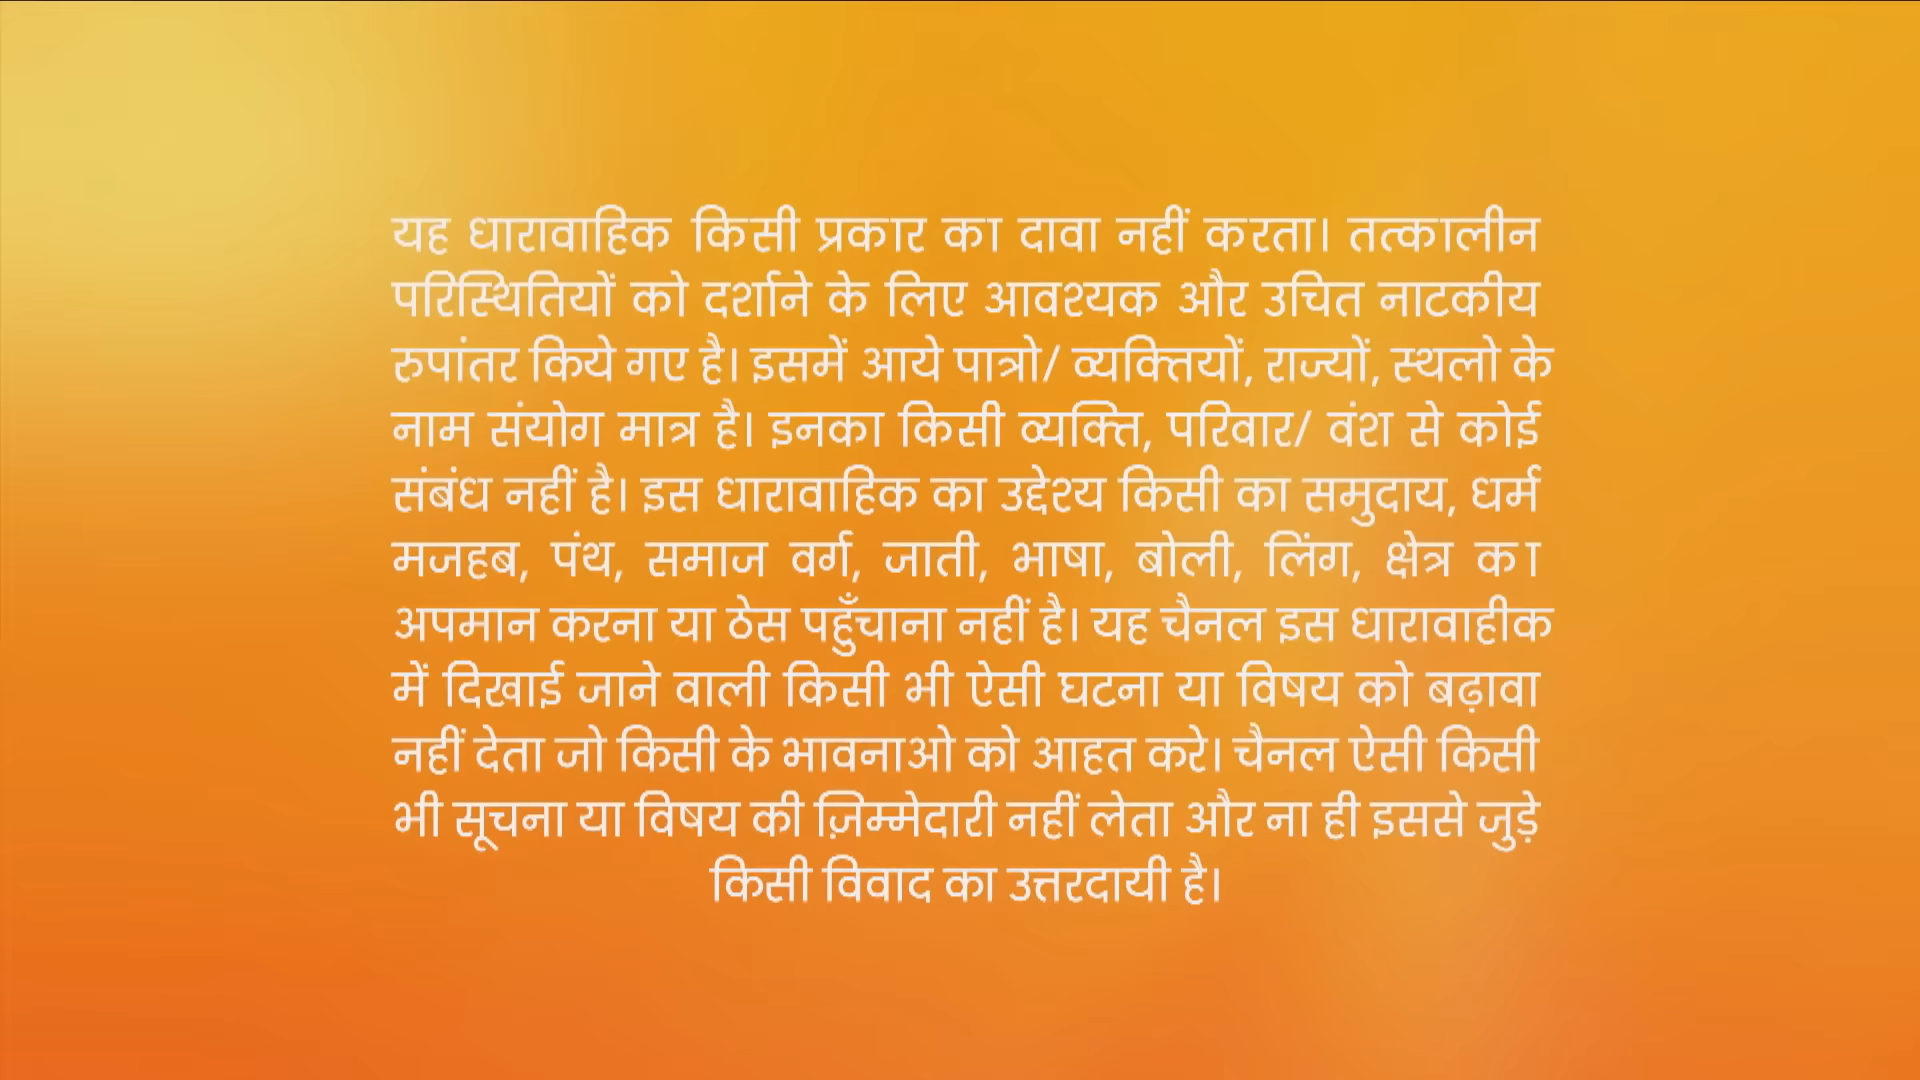 यह धारावाहिक किसी प्रकार का दावा नहीं करता। तत्कालीन
परिस्थितियों को दर्शाने के लिए आवश्यक और उचित नाटकीय
रुपांतर किये गए है। इसमें आये पात्रो/ व्यक्तियों, राज्यों, स्थलो के
नाम संयोग मात्र है। इनका किसी व्यक्ति, परिवार/ वंश से कोई
संबंध नहीं है। इस धारावाहिक का उद्देश्य किसी का समुदाय, धर्म
मजहब, पंथ, समाज वर्ग, जाती, भाषा, बोली, लिंग, क्षेत्र का
अपमान करना या ठेस पहुँचाना नहीं है। यह चैनल इस धारावाहीक
में दिखाई जाने वाली किसी भी ऐसी घटना या विषय को बढ़ावा
नहीं देता जो किसी के भावनाओ को आहत करे। चैनल ऐसी किसी
भी सूचना या विषय की ज़िम्मेदारी नहीं लेता और ना ही इससे जुड़े
किसी विवाद का उत्तरदायी है।